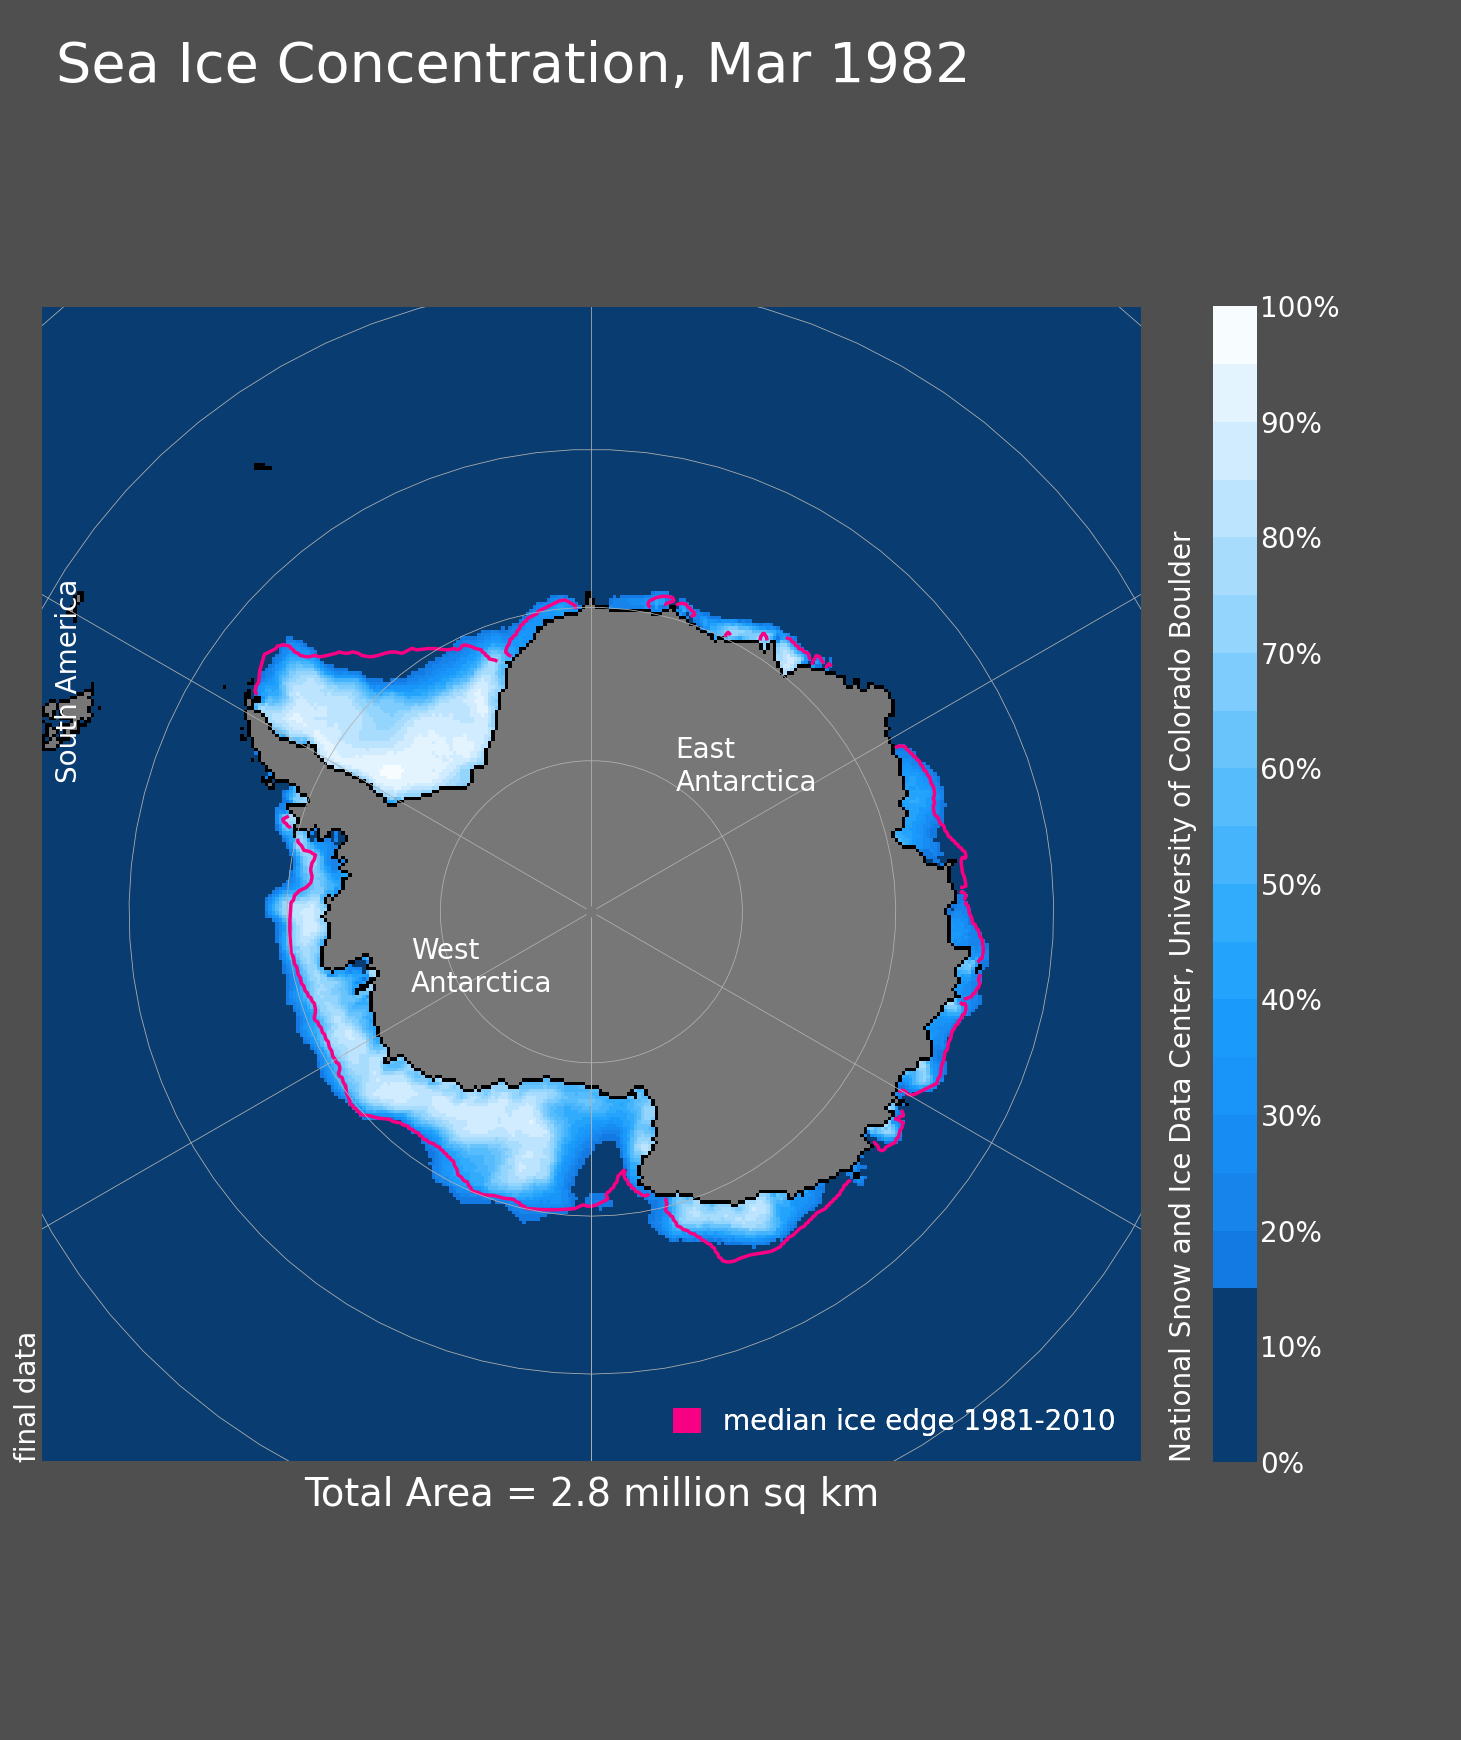 Sea Ice Concentration, Mar 1982
South America
East
Antarctica
West
Antarctica
median ice edge 1981-2010
final data
Total Area = 2.8 million sq km
National Snow and Ice Data Center, University of Colorado Boulder
100%
90%
80%
70%
60%
50%
40%
30%
20%
10%
0%